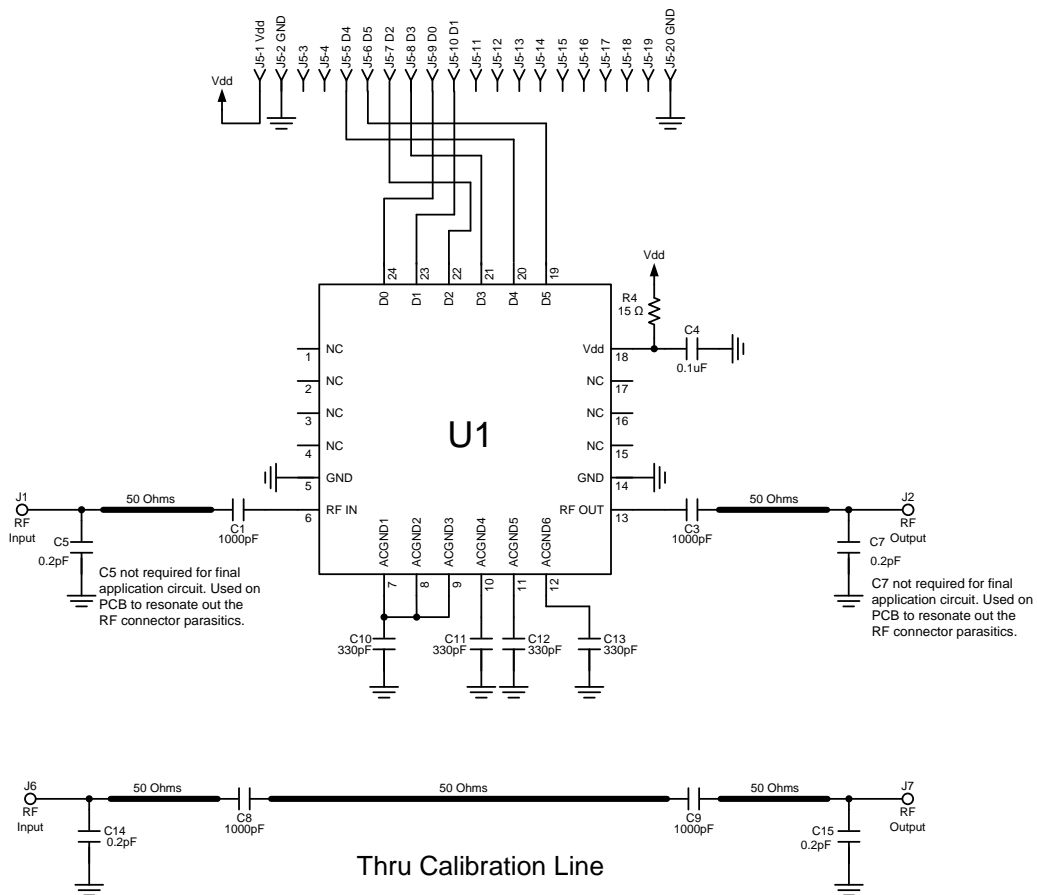 J5-1 Vdd
J5-2 GND
J5-3
J5-4
J5-5 D4
J5-6 D5
J5-7 D2
J5-8 D3
J5-9 D0
J5-10 D1
J5-11
J5-12
J5-13
J5-14
J5-15
J5-16
J5-17
J5-18
J5-19
J5-20 GND
Vdd
24
23
22
21
20
19
D0
D1
D2
D3
D4
D5
Vdd
R4
15 Ω
C4
0.1uF
NC
1
NC
2
NC
3
NC
4
GND
5
RF IN
6
U1
Vdd
18
NC
17
NC
16
NC
15
GND
14
RF OUT
13
ACGND1
ACGND2
ACGND3
ACGND4
ACGND5
ACGND6
7
8
9
10
11
12
J1
RF
Input
50 Ohms
C1
1000pF
C5
0.2pF
C5 not required for final
application circuit. Used on
PCB to resonate out the
RF connector parasitics.
C3
1000pF
50 Ohms
J2
RF
Output
C7
0.2pF
C7 not required for final
application circuit. Used on
PCB to resonate out the
RF connector parasitics.
C10
330pF
C11
330pF
C12
330pF
C13
330pF
J6
RF
Input
50 Ohms
C8
1000pF
50 Ohms
C9
1000pF
50 Ohms
J7
RF
Output
C14
0.2pF
C15
0.2pF
Thru Calibration Line